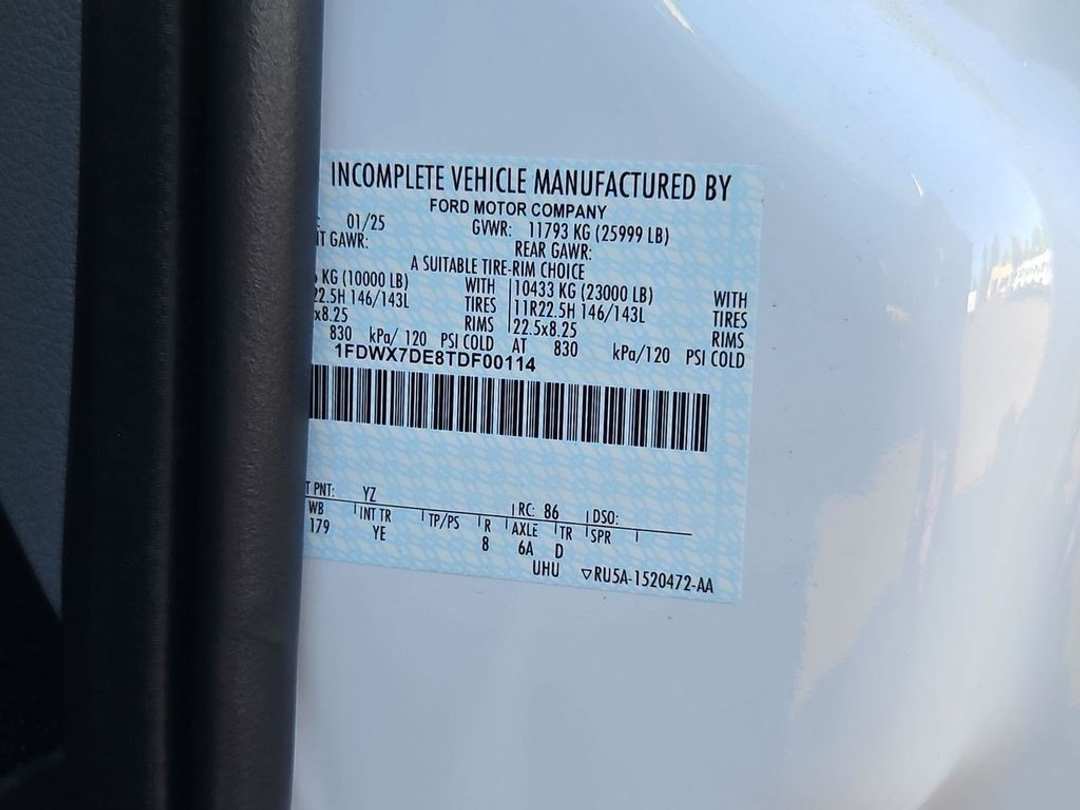 INCOMPLETE VEHICLE MANUFACTURED BY
FORD MOTOR COMPANY
01/25 GVWR: 11793 KG (25999 LB)
GAWR: REAR GAWR:
A SUITABLE TIRE-RIM CHOICE
KG (10000 LB) WITH 10433 KG (23000 LB) WITH
22.5H 146/143L TIRES 11R22.5H 146/143L TIRES
x8.25 RIMS 22.5x8.25 RIMS
830 kPa/ 120 PSI COLD AT 830 kPa/120 PSI COLD
1FDWX7DE8TDF00114
PNT: YZ RC: 86 DSO:
WB INT TR TP/PS R AXLE TR SPR
179 YE 8 6A D
UHU ▽RU5A-1520472-AA